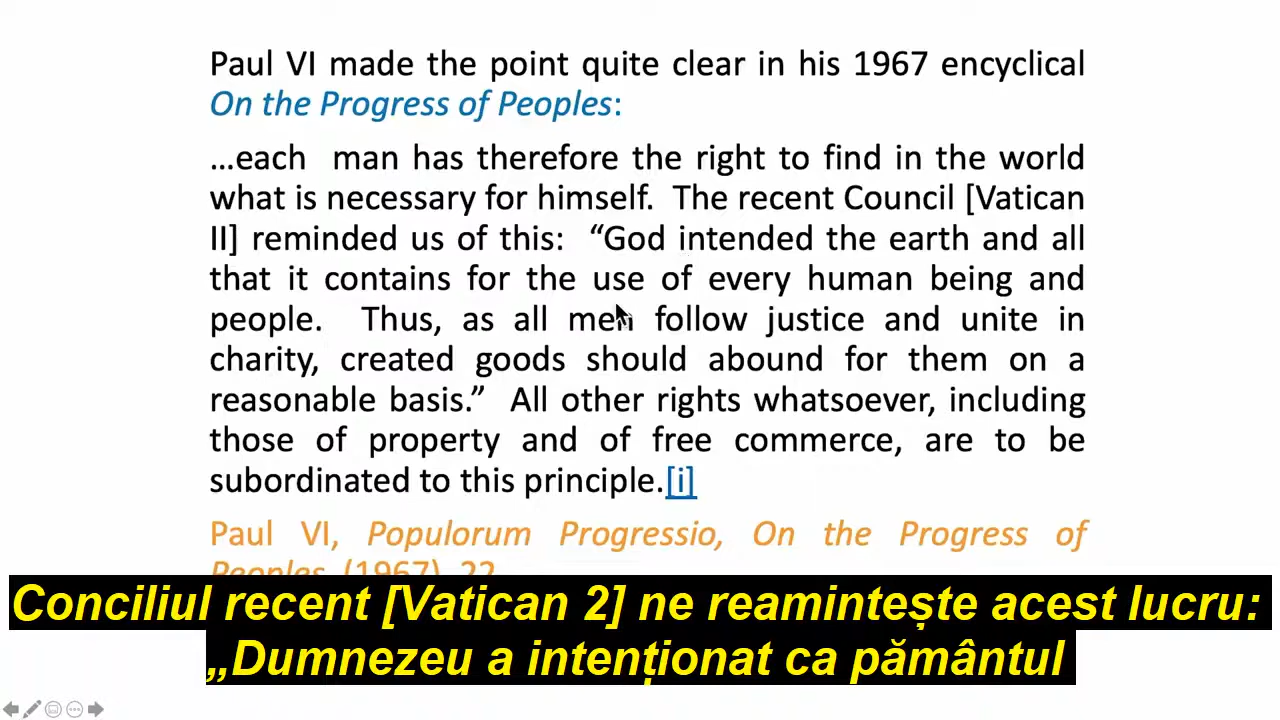 Paul VI made the point quite clear in his 1967 encyclical
On the Progress of Peoples:
…each man has therefore the right to find in the world
what is necessary for himself. The recent Council [Vatican
II] reminded us of this: “God intended the earth and all
that it contains for the use of every human being and
people. Thus, as all men follow justice and unite in
charity, created goods should abound for them on a
reasonable basis.” All other rights whatsoever, including
those of property and of free commerce, are to be
subordinated to this principle.[i]
Paul VI, Populorum Progressio, On the Progress of
Peoples, (1967), 22
Conciliul recent [Vatican 2] ne reamintește acest lucru:
„Dumnezeu a intenționat ca pământul